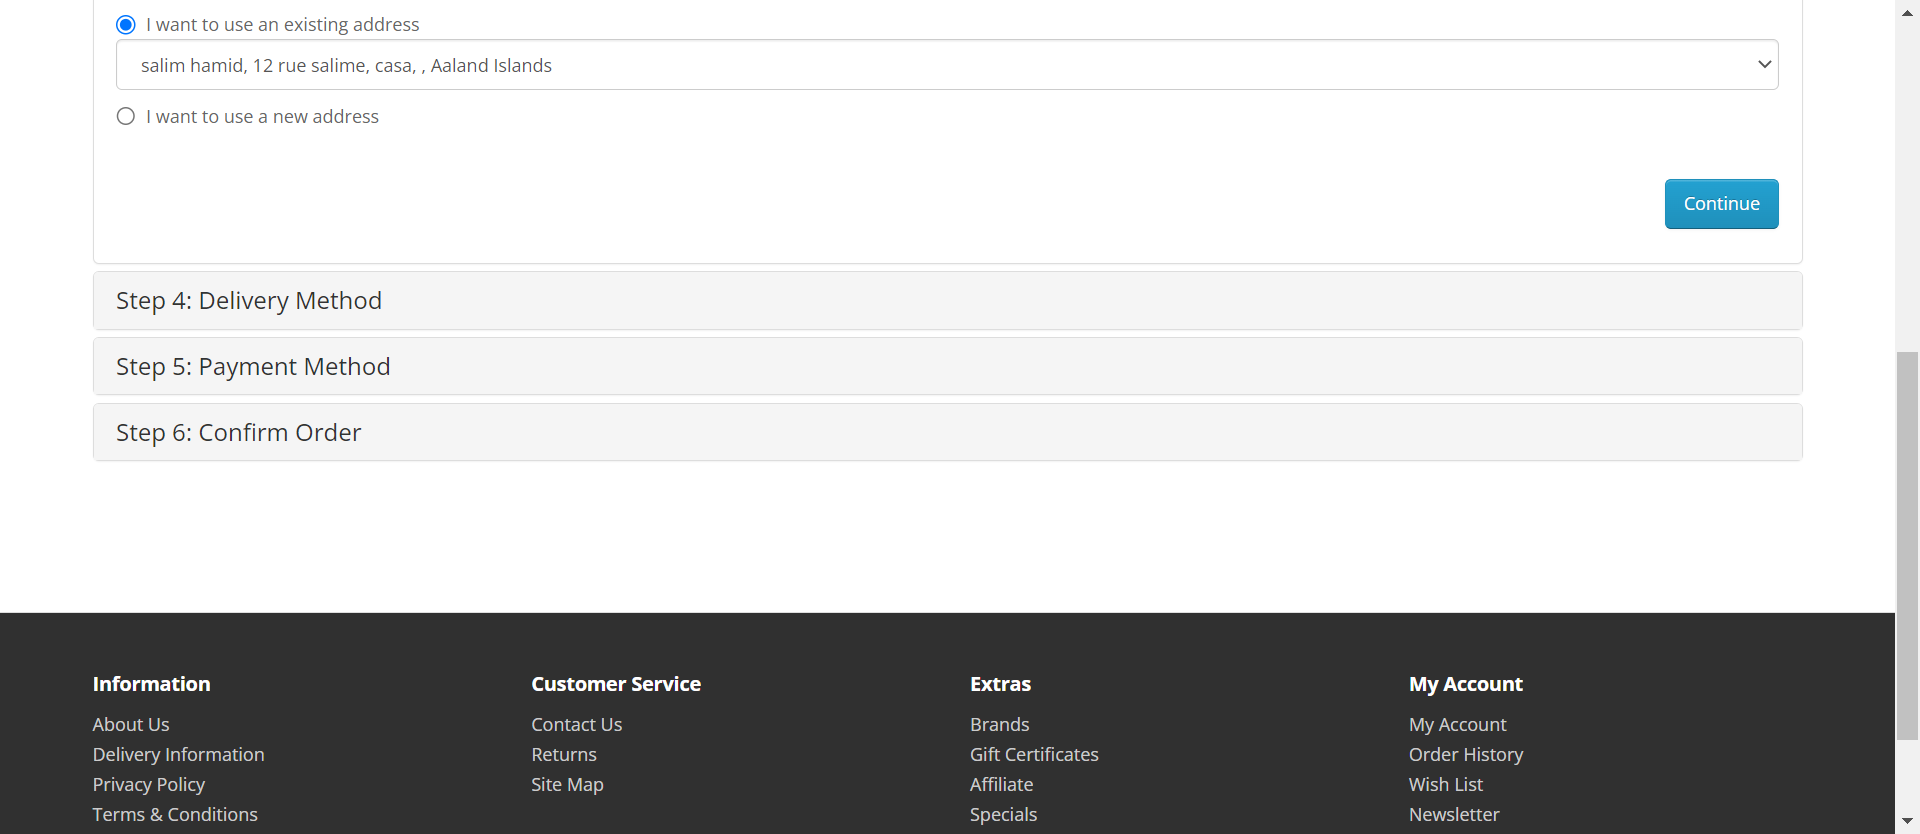 I want to use an existing address
salim hamid, 12 rue salime, casa, , Aaland Islands
I want to use a new address
Continue
Step 4: Delivery Method
Step 5: Payment Method
Step 6: Confirm Order
Information
About Us
Delivery Information
Privacy Policy
Terms & Conditions
Customer Service
Contact Us
Returns
Site Map
Extras
Brands
Gift Certificates
Affiliate
Specials
My Account
My Account
Order History
Wish List
Newsletter